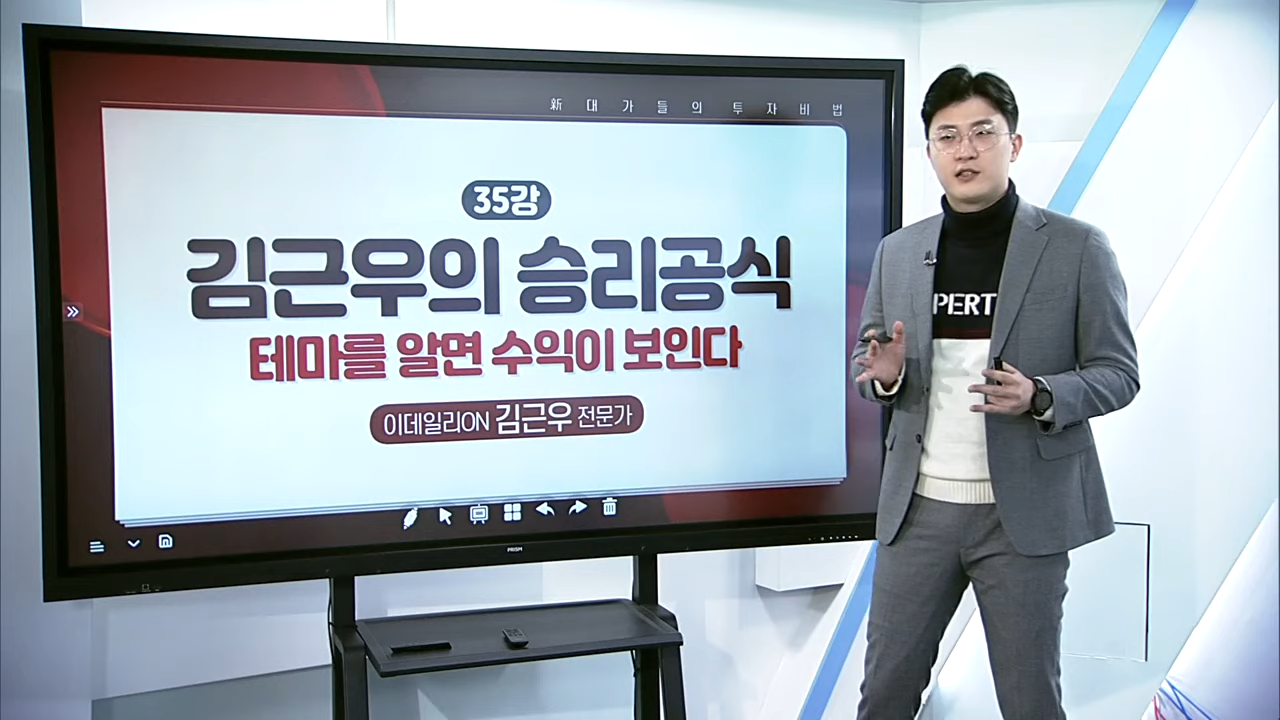 新대가들의 투자비법
35강
김근우의 승리공식
테마를 알면 수익이 보인다
이데일리ON 김근우 전문가
PRISM
PERT